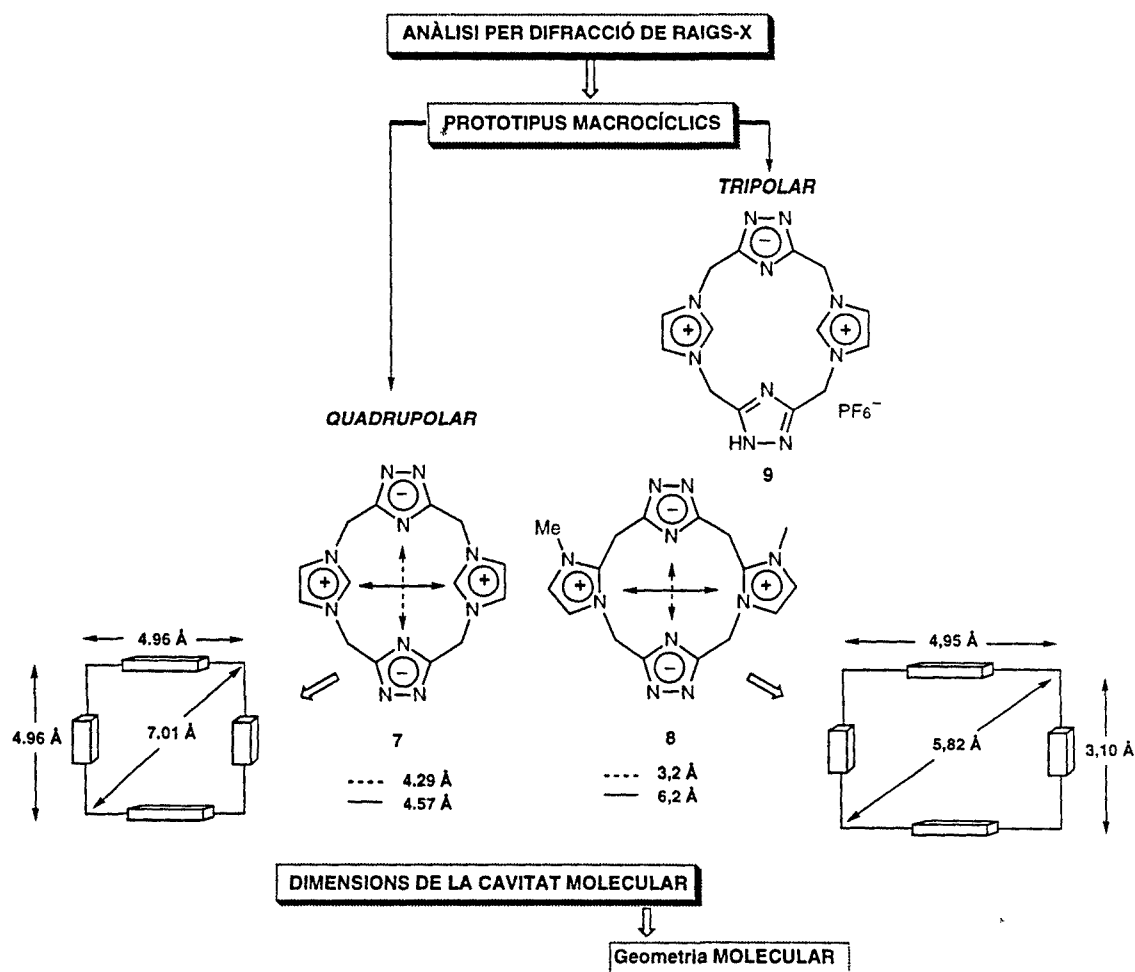 ANÀLISI PER DIFRACCIÓ DE RAIGS-X
PROTOTIPUS MACROCÍCLICS
TRIPOLAR
N N
−
N
N N
+ +
N N
N
HN N
PF6−
9
QUADRUPOLAR
N N
−
N
N N
+ +
N N
N
−
N N
7
---- 4.29 Å
— 4.57 Å
N N
−
N
Me
N N
+ +
N N
N
−
N N
8
---- 3,2 Å
— 6,2 Å
4.96 Å
4.96 Å
7.01 Å
4,95 Å
5,82 Å
3,10 Å
DIMENSIONS DE LA CAVITAT MOLECULAR
Geometria MOLECULAR